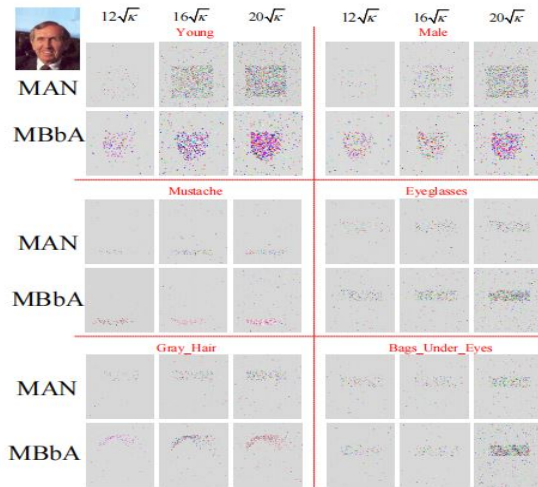 12√κ 16√κ 20√κ 12√κ 16√κ 20√κ
Young Male
MAN
MBbA
Mustache Eyeglasses
MAN
MBbA
Gray_Hair Bags_Under_Eyes
MAN
MBbA